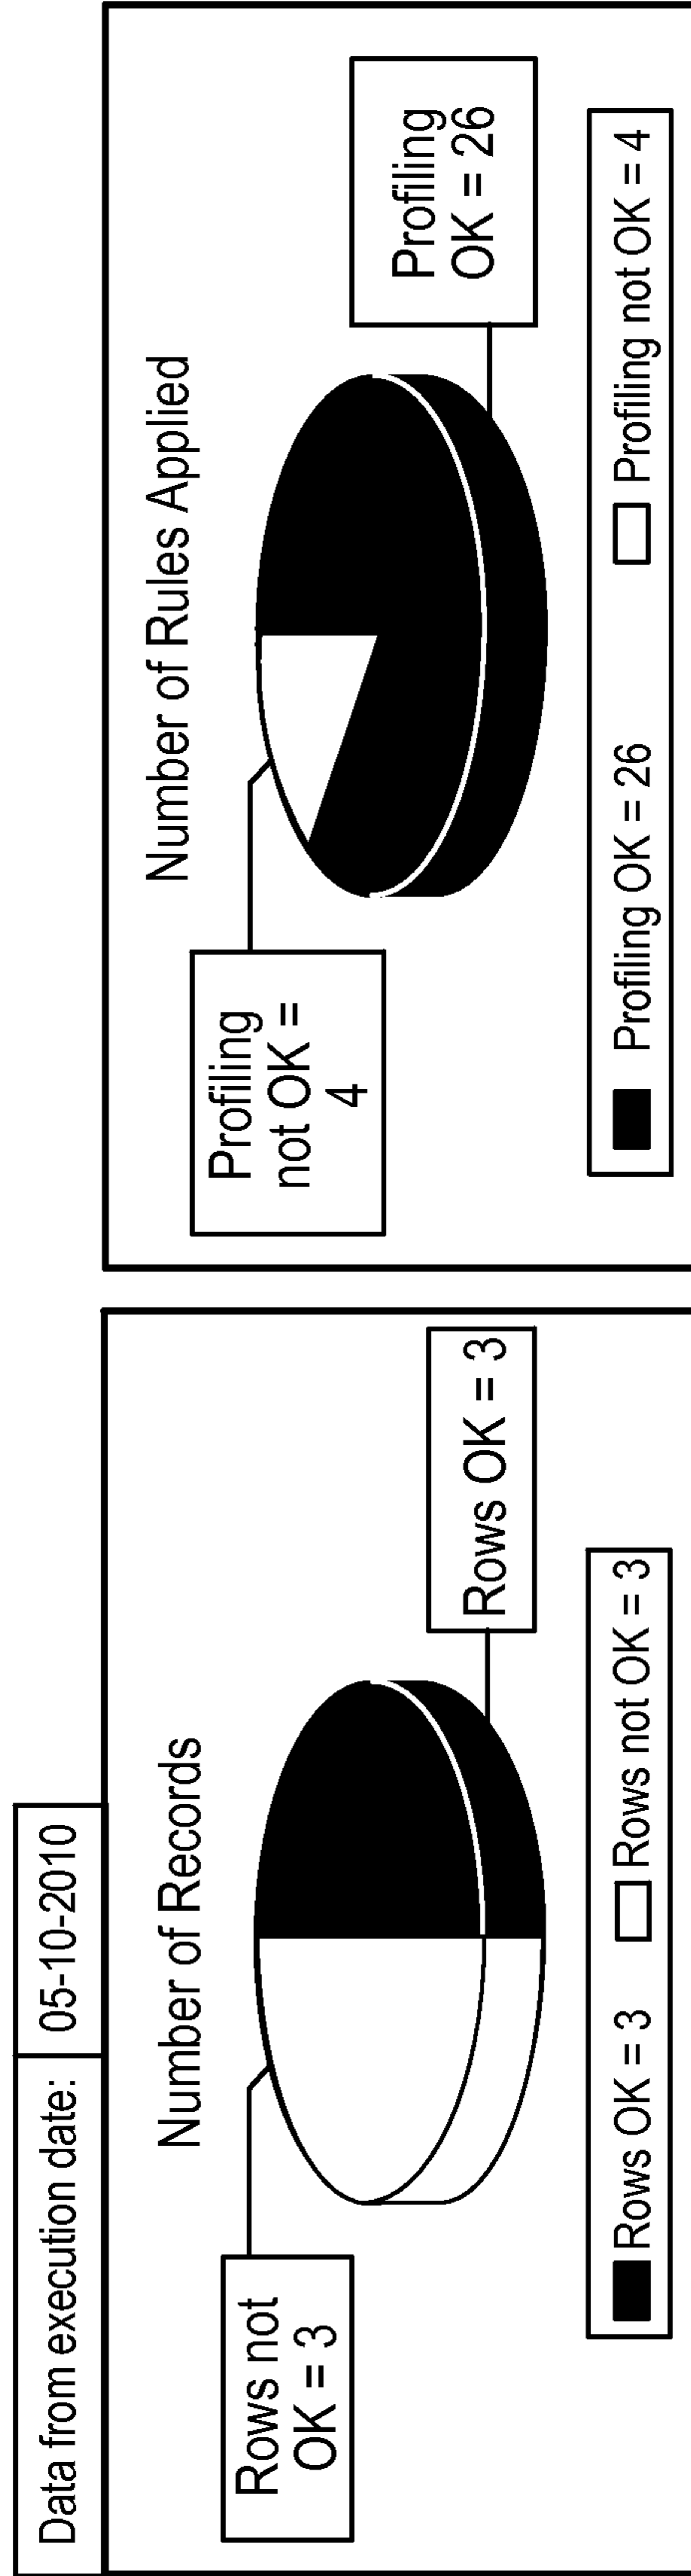 Data from execution date: 05-10-2010
Number of Records
Rows not
OK = 3
Rows OK = 3
Rows OK = 3 Rows not OK = 3
Number of Rules Applied
Profiling
not OK =
4
Profiling
OK = 26
Profiling OK = 26 Profiling not OK = 4